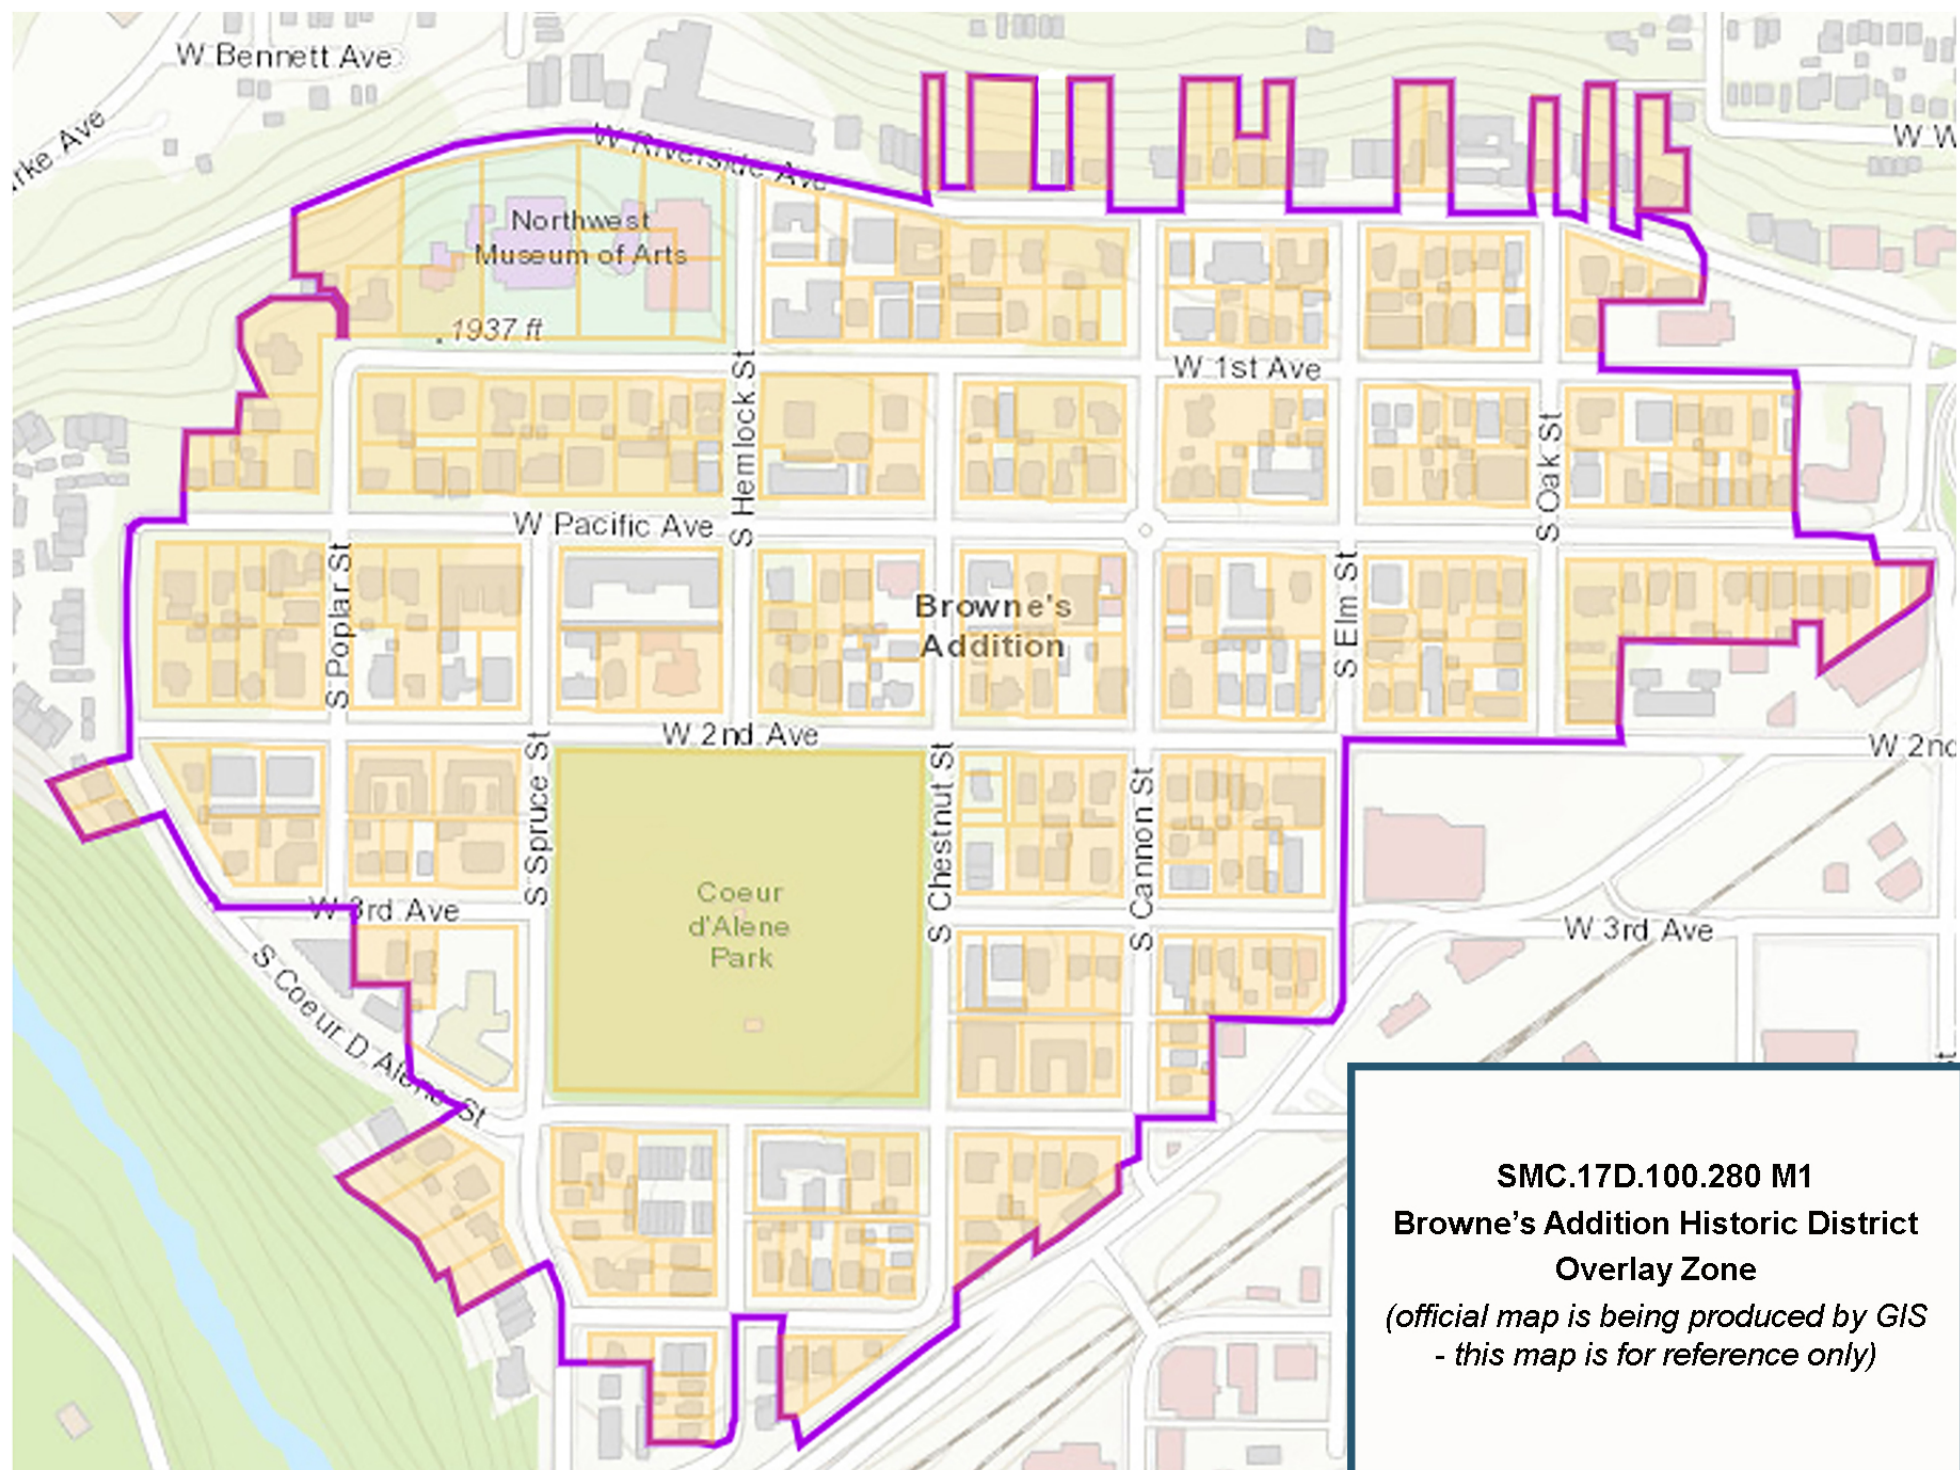 W Bennett Ave
rke Ave
W Riverside Ave
W W
Northwest
Museum of Arts
1937 ft
W 1st Ave
S Hemlock St
S Oak St
W Pacific Ave
S Poplar St
Browne's
Addition
S Elm St
W 2nd Ave
W 2nd
S Spruce St
S Chestnut St
S Cannon St
Coeur
d'Alene
Park
W 3rd Ave
W 3rd Ave
S Coeur D Alene St
st
SMC.17D.100.280 M1
Browne’s Addition Historic District
Overlay Zone
(official map is being produced by GIS
- this map is for reference only)